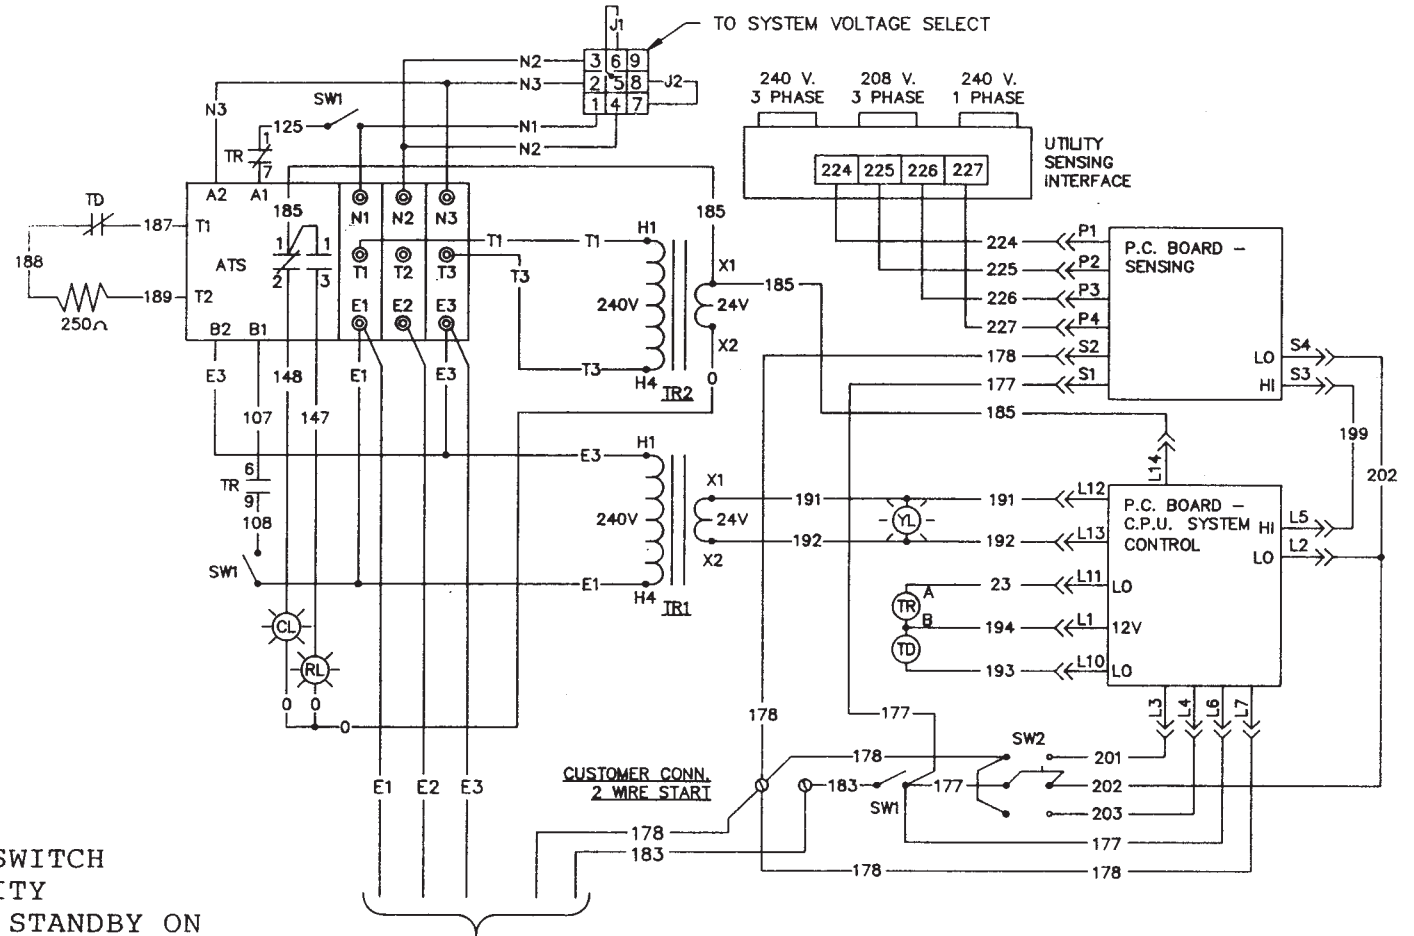 J1
TO SYSTEM VOLTAGE SELECT
N2 3 6 9
N3 2 5 8 J2
1 4 7
240 V. 208 V. 240 V.
3 PHASE 3 PHASE 1 PHASE
N3
SW1
125
N1
N2
1
TR
7
UTILITY
SENSING
INTERFACE
224 225 226 227
TD
187
188
189
250Ω
A2 A1
185
T1
ATS
1 1
2 3
T2
B2 B1
N1 N2 N3
T1 T2 T3
E1 E2 E3
T1 T1 H1
T3
240V
T3 H4
TR2
185
X1
185
24V
X2
0
224 P1
225 P2
226 P3
227 P4
178 S2
177 S1
P.C. BOARD –
SENSING
LO S4
HI S3
185
199
202
L14
E3
148
E1 E3
107 147
6
TR
9
108
SW1
E3 H1
240V
E1 H4
TR1
X1
24V
X2
191 191 L12
YL
192 192 L13
P.C. BOARD –
C.P.U. SYSTEM
CONTROL
HI L5
LO L2
A 23 L11 LO
TR
B 194 L1 12V
TD
193 L10 LO
L3 L4 L6 L7
CL
RL
0 0
0
178
177
CUSTOMER CONN.
2 WIRE START
178
183
SW1
177
SW2
201
202
203
177
178 178
E1 E2 E3
178
183
SWITCH
ITY
STANDBY ON